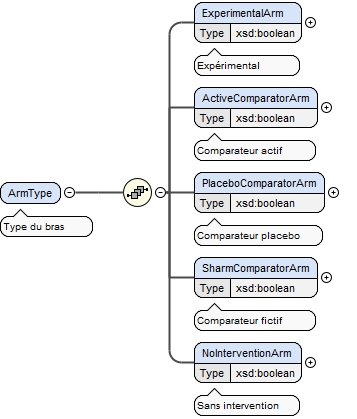 ExperimentalArm
Type xsd:boolean
Expérimental
ActiveComparatorArm
Type xsd:boolean
Comparateur actif
ArmType
Type du bras
PlaceboComparatorArm
Type xsd:boolean
Comparateur placebo
SharmComparatorArm
Type xsd:boolean
Comparateur fictif
NoInterventionArm
Type xsd:boolean
Sans intervention